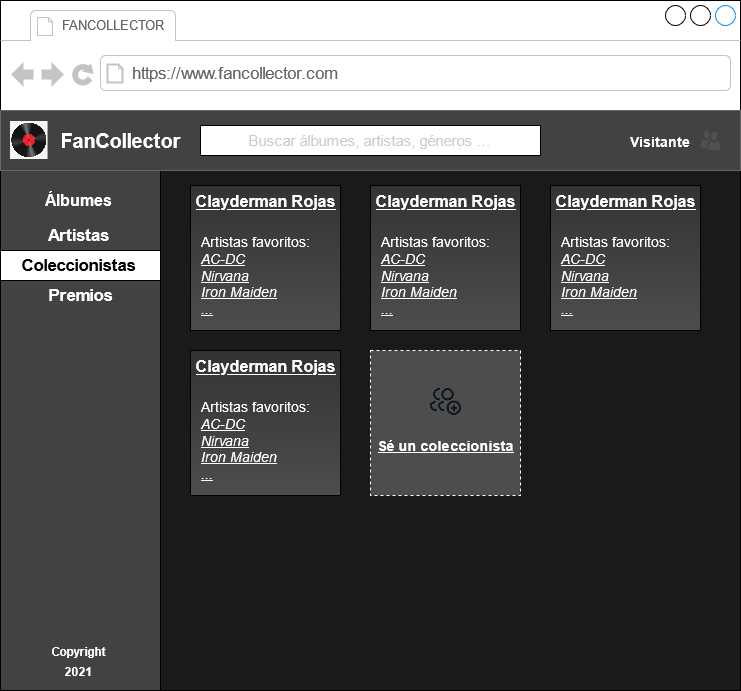 FANCOLLECTOR
https://www.fancollector.com
FanCollector
Buscar álbumes, artistas, géneros ...
Visitante
Álbumes
Artistas
Coleccionistas
Premios
Clayderman Rojas
Artistas favoritos:
AC-DC
Nirvana
Iron Maiden
...
Clayderman Rojas
Artistas favoritos:
AC-DC
Nirvana
Iron Maiden
...
Clayderman Rojas
Artistas favoritos:
AC-DC
Nirvana
Iron Maiden
...
Clayderman Rojas
Artistas favoritos:
AC-DC
Nirvana
Iron Maiden
...
Sé un coleccionista
Copyright
2021